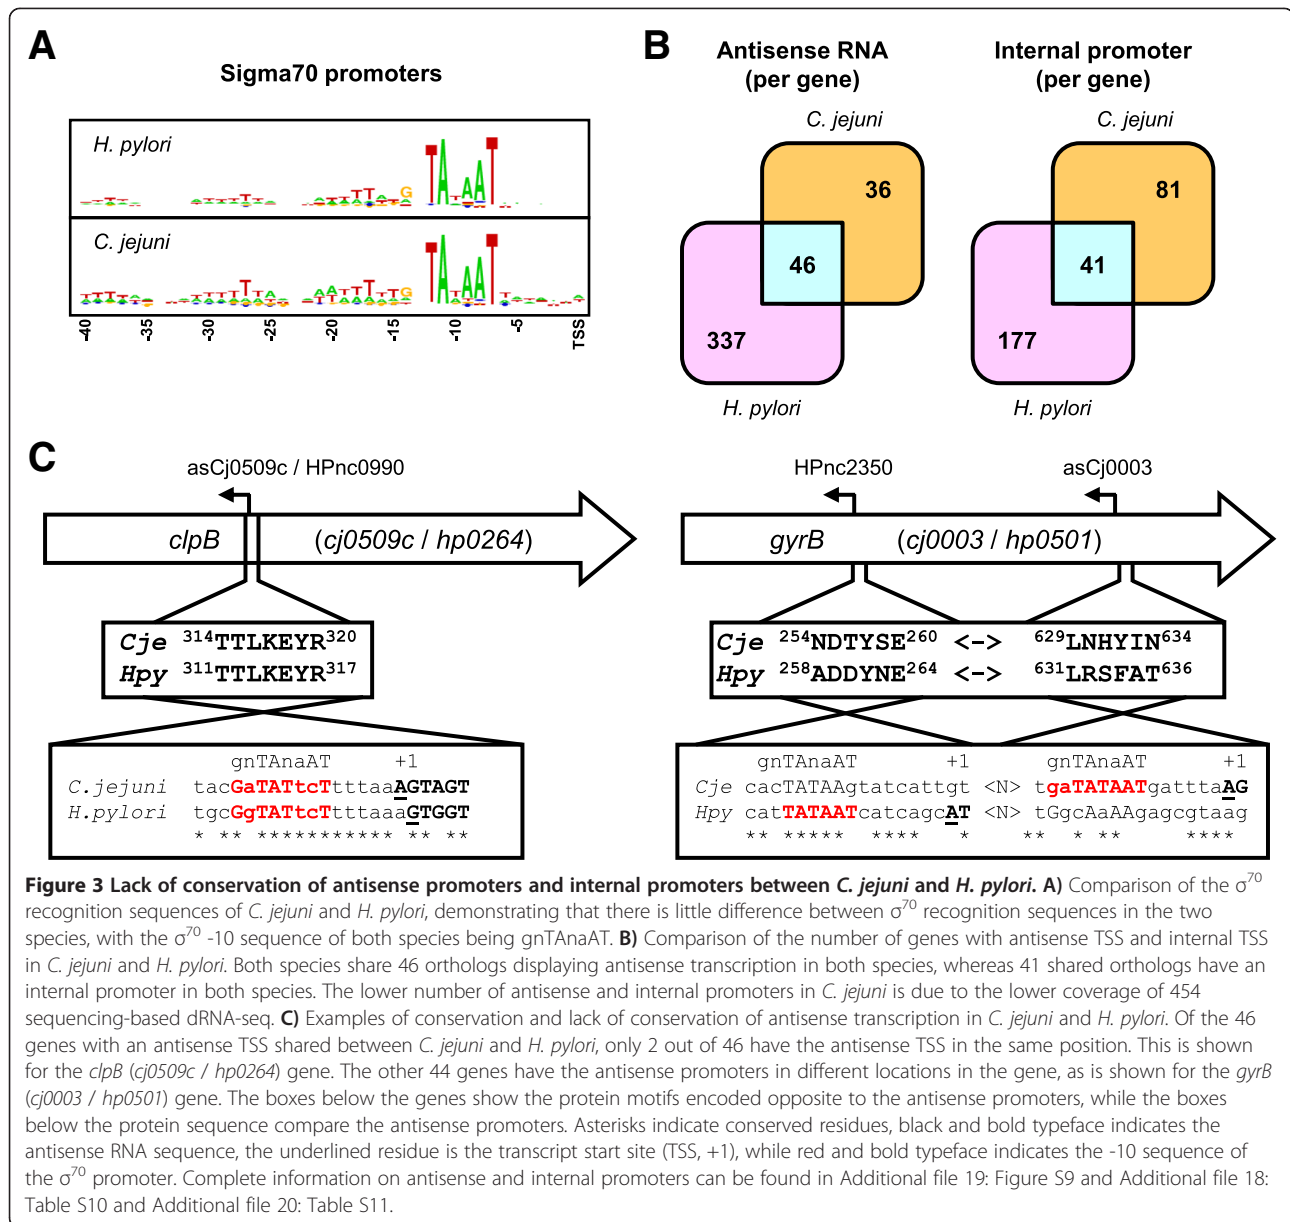 A
Sigma70 promoters
H. pylori
C. jejuni
-40 -35 -30 -25 -20 -15 -10 -5 TSS
B
Antisense RNA
(per gene)
C. jejuni
36
46
337
H. pylori
Internal promoter
(per gene)
C. jejuni
81
41
177
H. pylori
C
asCj0509c / HPnc0990
clpB (cj0509c / hp0264)
Cje 314TTLKEYR320
Hpy 311TTLKEYR317
gnTAnaAT +1
C.jejuni tacGaTATtcTtttaaAGTAGT
H.pylori tgcGgTATtcTtttaaaGTGGT
* ** *********** ** **
HPnc2350 asCj0003
gyrB (cj0003 / hp0501)
Cje 254NDTYSE260 <-> 629LNHYIN634
Hpy 258ADDYNE264 <-> 631LRSFAT636
gnTAnaAT +1 gnTAnaAT +1
Cje cacTATAAgtatcattgt <N> tgaTATAATgatttaAG
Hpy catTATAATcatcagcAT <N> tGgcAaAAgagcgtaag
** ***** **** * ** * ** ****
Figure 3 Lack of conservation of antisense promoters and internal promoters between C. jejuni and H. pylori. A) Comparison of the σ70
recognition sequences of C. jejuni and H. pylori, demonstrating that there is little difference between σ70 recognition sequences in the two
species, with the σ70 -10 sequence of both species being gnTAnaAT. B) Comparison of the number of genes with antisense TSS and internal TSS
in C. jejuni and H. pylori. Both species share 46 orthologs displaying antisense transcription in both species, whereas 41 shared orthologs have an
internal promoter in both species. The lower number of antisense and internal promoters in C. jejuni is due to the lower coverage of 454
sequencing-based dRNA-seq. C) Examples of conservation and lack of conservation of antisense transcription in C. jejuni and H. pylori. Of the 46
genes with an antisense TSS shared between C. jejuni and H. pylori, only 2 out of 46 have the antisense TSS in the same position. This is shown
for the clpB (cj0509c / hp0264) gene. The other 44 genes have the antisense promoters in different locations in the gene, as is shown for the gyrB
(cj0003 / hp0501) gene. The boxes below the genes show the protein motifs encoded opposite to the antisense promoters, while the boxes
below the protein sequence compare the antisense promoters. Asterisks indicate conserved residues, black and bold typeface indicates the
antisense RNA sequence, the underlined residue is the transcript start site (TSS, +1), while red and bold typeface indicates the -10 sequence of
the σ70 promoter. Complete information on antisense and internal promoters can be found in Additional file 19: Figure S9 and Additional file 18:
Table S10 and Additional file 20: Table S11.